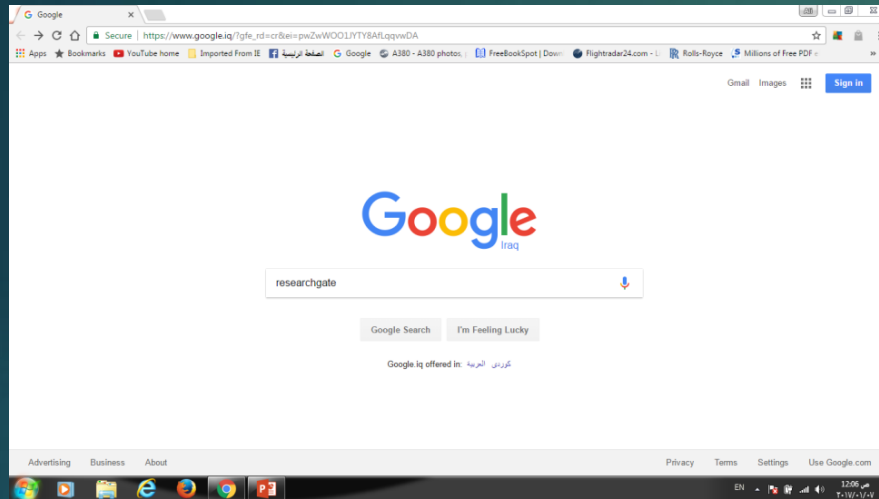 Google
Secure https://www.google.iq/?gfe_rd=cr&ei=pwZwWOO1JYTY8AfLqqvwDA
Apps Bookmarks YouTube home Imported From IE الصفحة الرئيسية Google A380 - A380 photos, FreeBookSpot | Down Flightradar24.com - L Rolls-Royce Millions of Free PDF e »
Gmail Images Sign in
Google
Iraq
researchgate
Google Search I'm Feeling Lucky
Google.iq offered in: العربية کوردی
Advertising Business About Privacy Terms Settings Use Google.com
EN 12:06 ص
٢٠١٧/٠١/٠٧